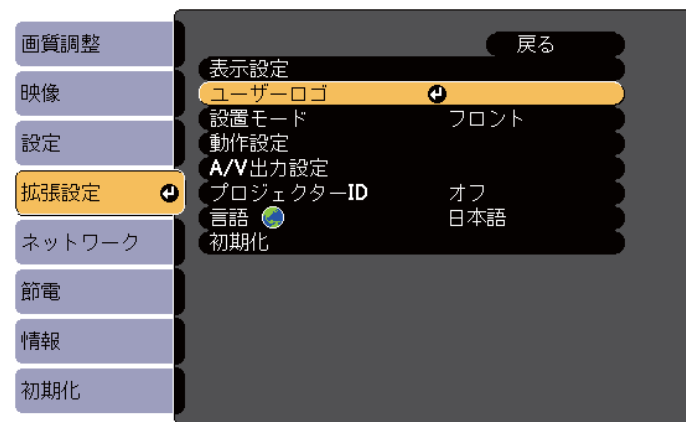 画質調整
映像
設定
拡張設定
ネットワーク
節電
情報
初期化
戻る
表示設定
ユーザーロゴ
設置モード フロント
動作設定
A/V出力設定
プロジェクターID オフ
言語 日本語
初期化